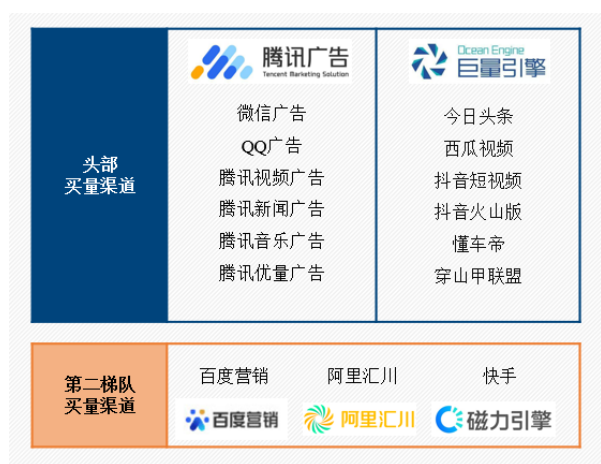 头部
买量渠道
腾讯广告
Tencent Marketing Solution
微信广告
QQ广告
腾讯视频广告
腾讯新闻广告
腾讯音乐广告
腾讯优量广告
Ocean Engine
巨量引擎
今日头条
西瓜视频
抖音短视频
抖音火山版
懂车帝
穿山甲联盟
第二梯队
买量渠道
百度营销
阿里汇川
快手
百度营销
阿里汇川
磁力引擎